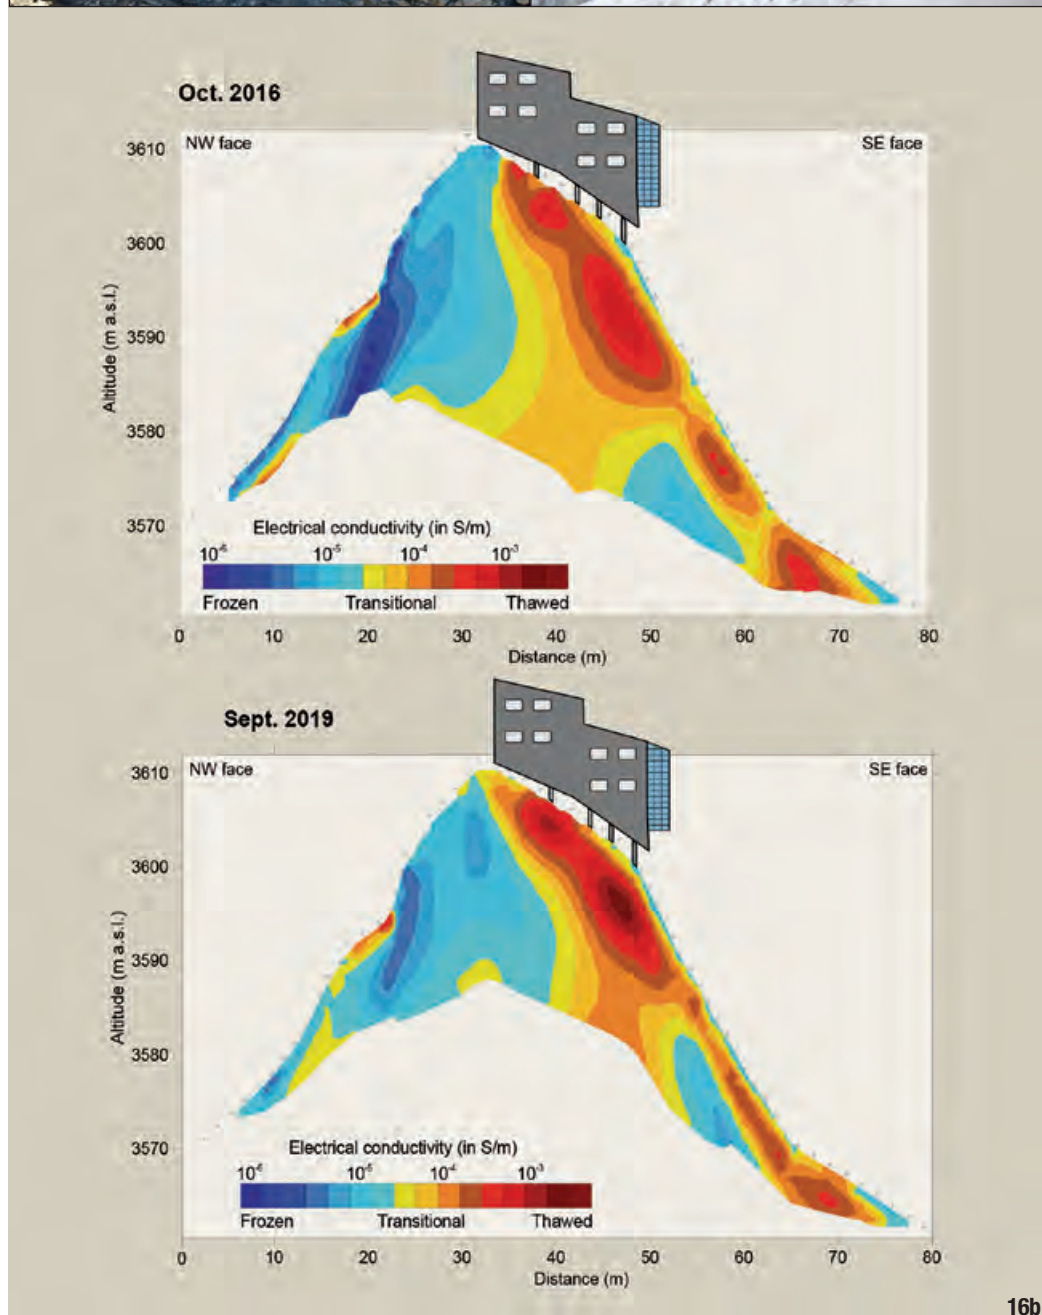 Oct. 2016
NW face
SE face
3610
3600
3590
3580
3570
Altitude (m a.s.l.)
Electrical conductivity (in S/m)
10⁻⁶ 10⁻⁵ 10⁻⁴ 10⁻³
Frozen Transitional Thawed
0 10 20 30 40 50 60 70 80
Distance (m)
Sept. 2019
NW face
SE face
3610
3600
3590
3580
3570
Altitude (m a.s.l.)
Electrical conductivity (in S/m)
10⁻⁶ 10⁻⁵ 10⁻⁴ 10⁻³
Frozen Transitional Thawed
0 10 20 30 40 50 60 70 80
Distance (m)
16b